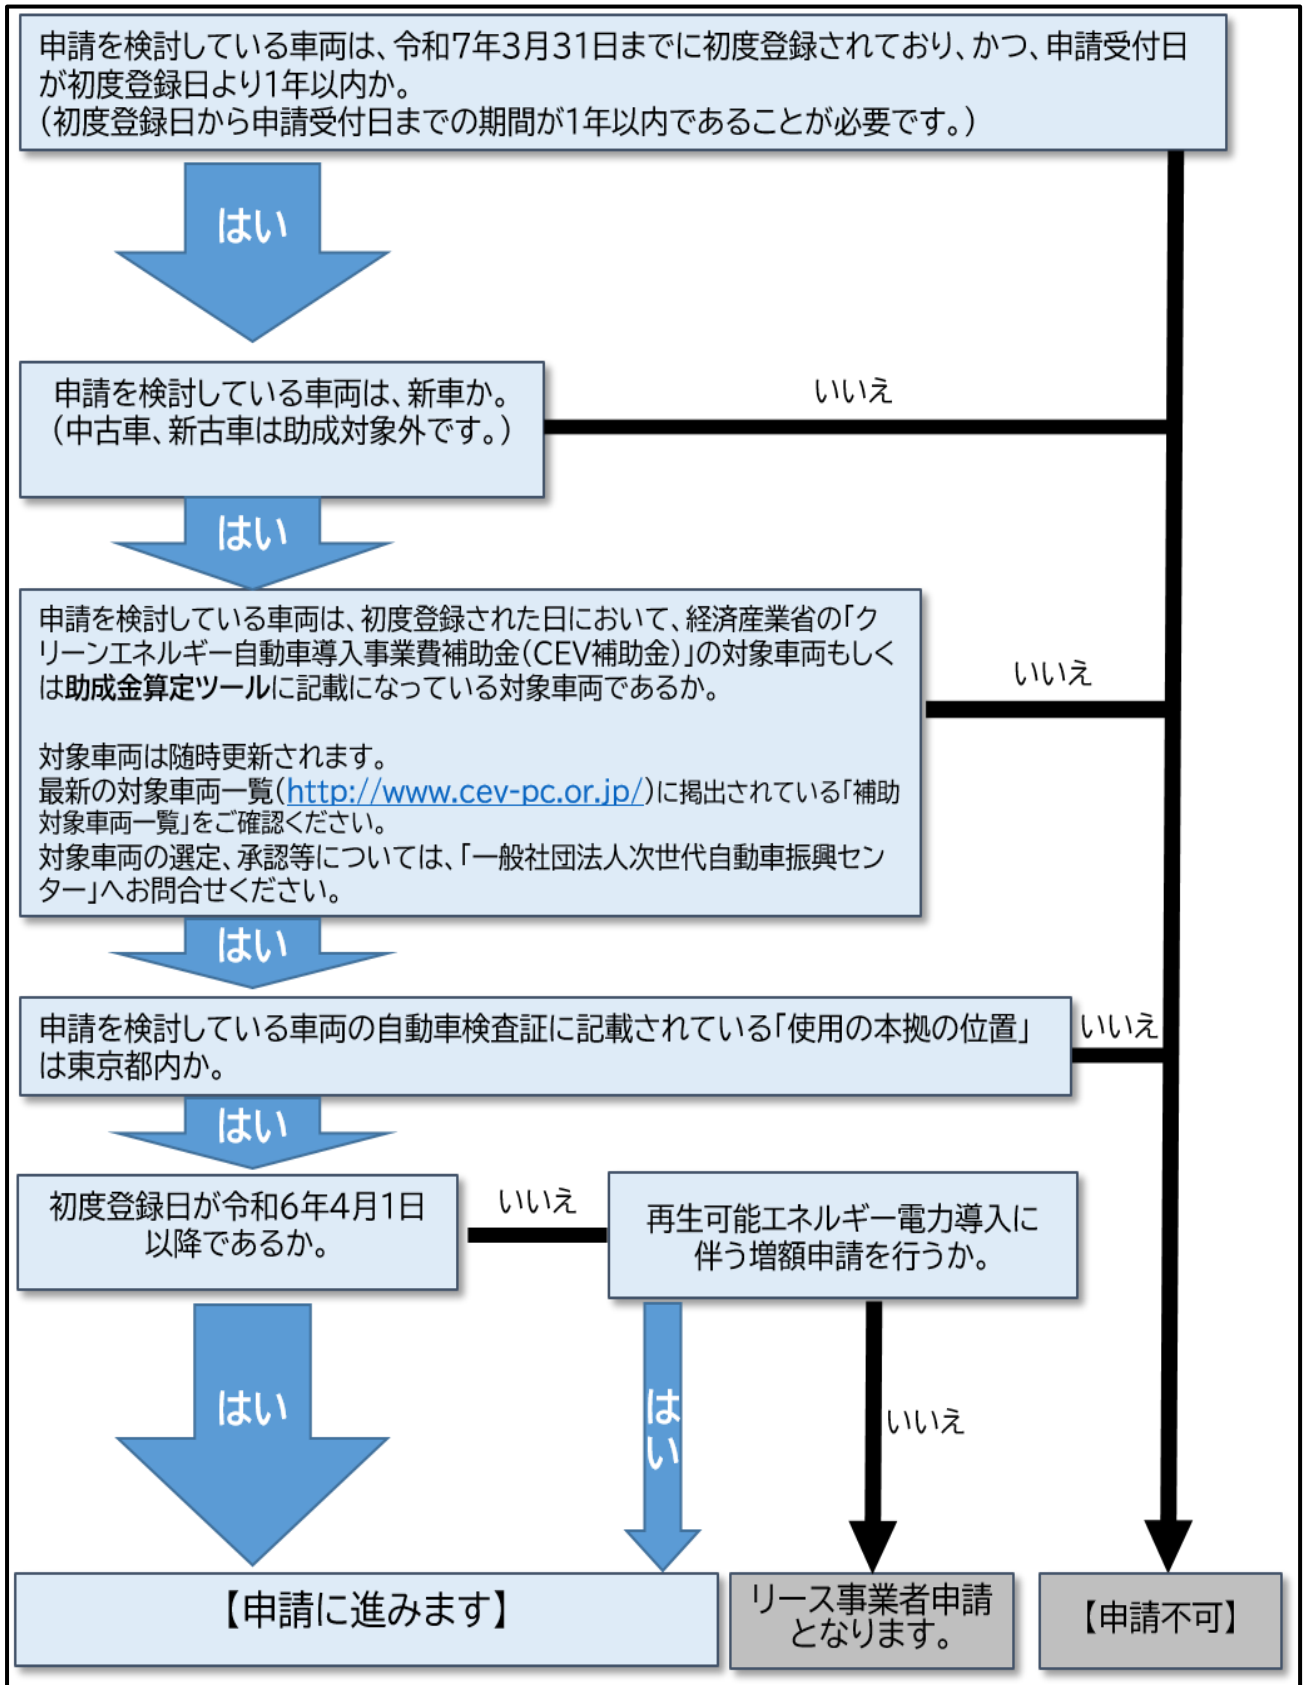 申請を検討している車両は、令和7年3月31日までに初度登録されており、かつ、申請受付日
が初度登録日より1年以内か。
(初度登録日から申請受付日までの期間が1年以内であることが必要です。)
はい
申請を検討している車両は、新車か。
(中古車、新古車は助成対象外です。)
いいえ
はい
申請を検討している車両は、初度登録された日において、経済産業省の「ク
リーンエネルギー自動車導入事業費補助金(CEV補助金)」の対象車両もしく
は助成金算定ツールに記載になっている対象車両であるか。
対象車両は随時更新されます。
最新の対象車両一覧(http://www.cev-pc.or.jp/)に掲出されている「補助
対象車両一覧」をご確認ください。
対象車両の選定、承認等については、「一般社団法人次世代自動車振興セン
ター」へお問合せください。
いいえ
はい
申請を検討している車両の自動車検査証に記載されている「使用の本拠の位置」
は東京都内か。
いいえ
はい
初度登録日が令和6年4月1日
以降であるか。
いいえ
再生可能エネルギー電力導入に
伴う増額申請を行うか。
はい
はい
いいえ
【申請に進みます】
リース事業者申請
となります。
【申請不可】